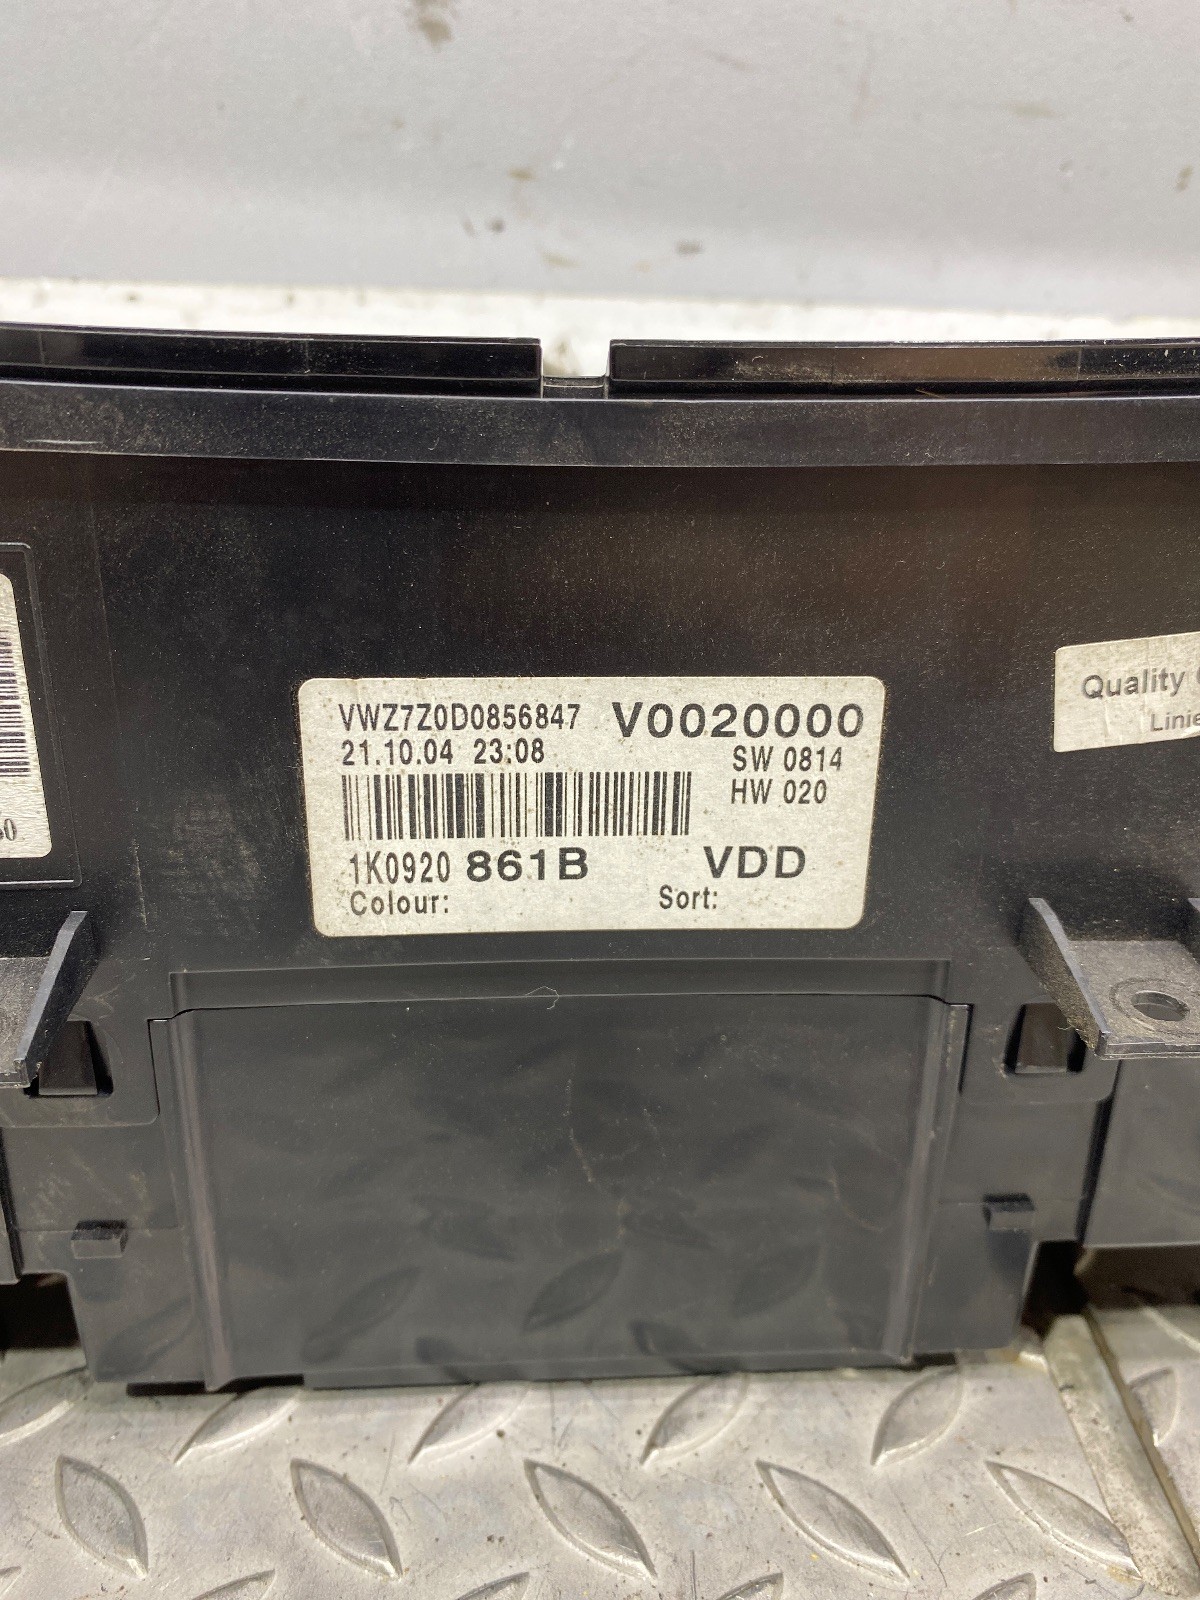 VWZ7Z0D0856847 V0020000
21.10.04 23:08 SW 0814
HW 020
1K0920 861B VDD
Colour: Sort:
Quality
Linie